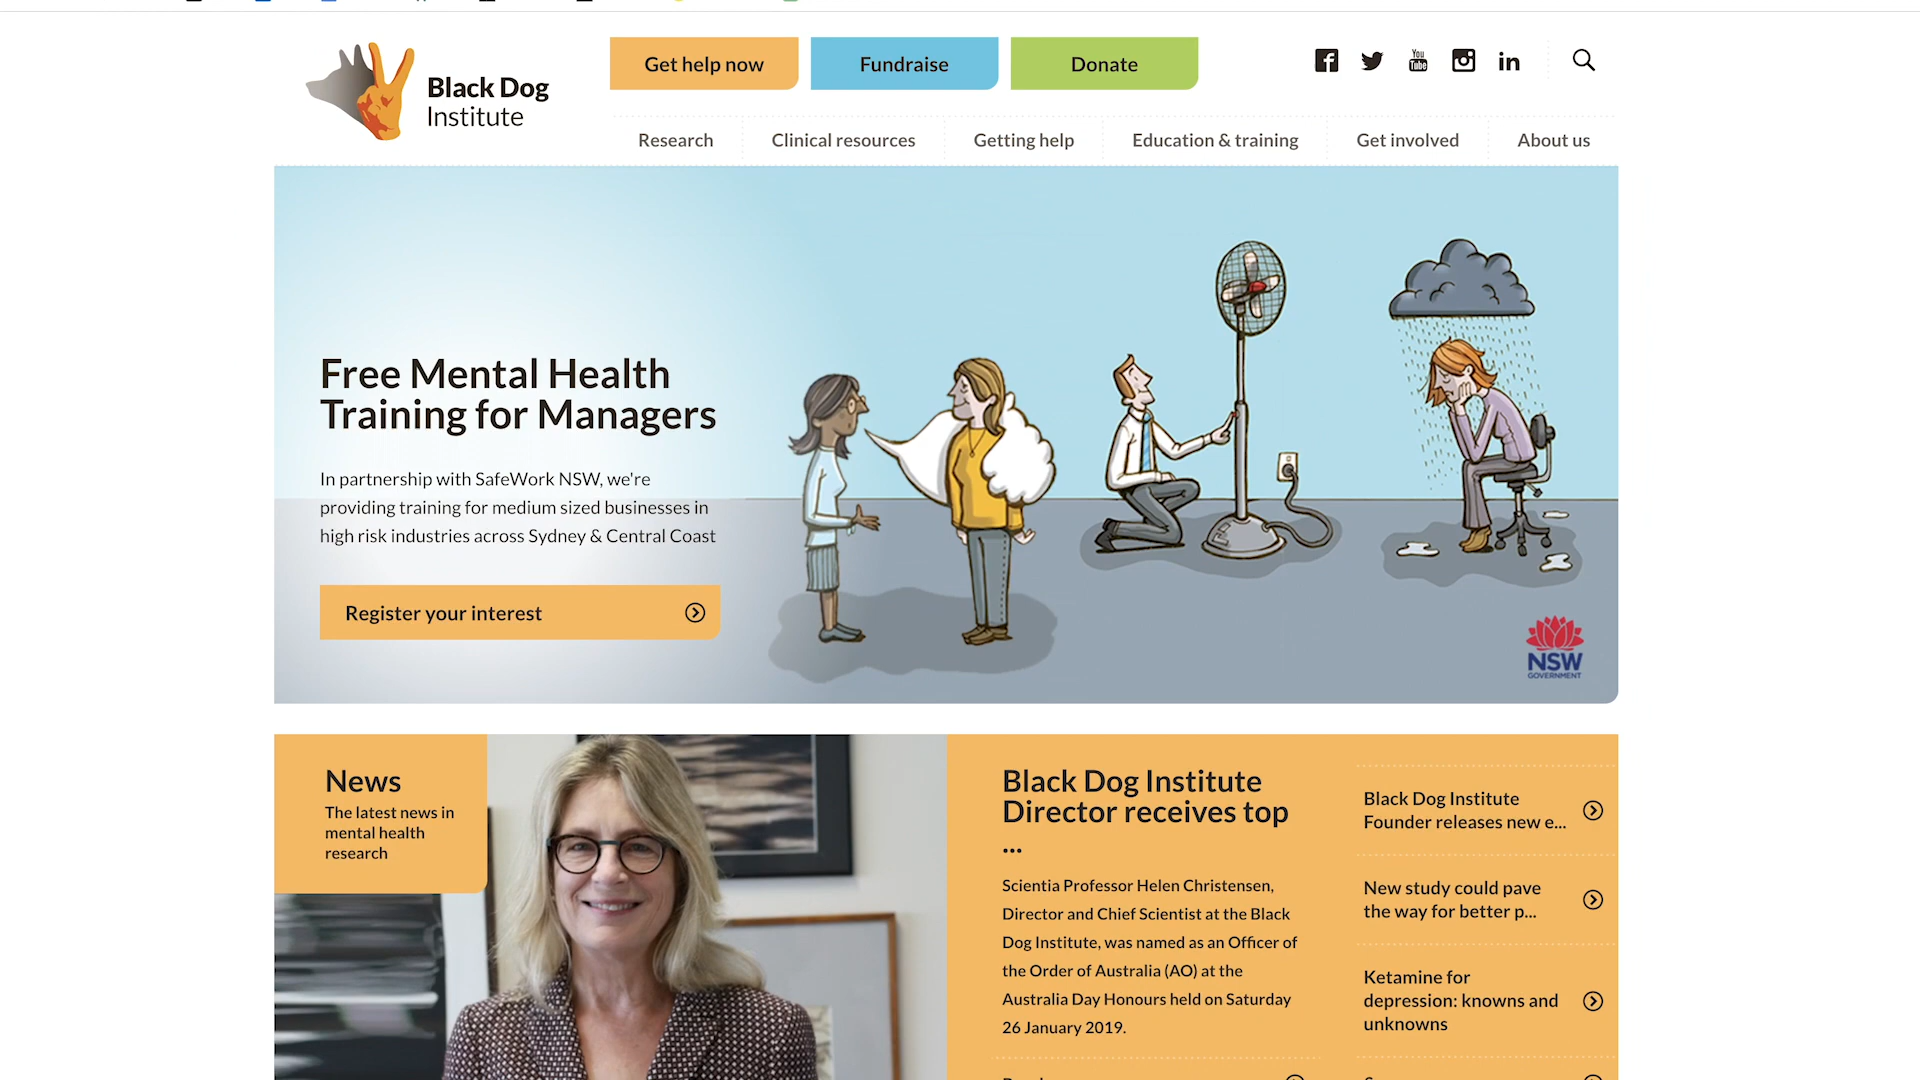 Black Dog
Institute
Get help now
Fundraise
Donate
You
Tube
in
Research
Clinical resources
Getting help
Education & training
Get involved
About us
Free Mental Health
Training for Managers
In partnership with SafeWork NSW, we're
providing training for medium sized businesses in
high risk industries across Sydney & Central Coast
Register your interest
NSW
GOVERNMENT
News
The latest news in
mental health
research
Black Dog Institute
Director receives top
...
Scientia Professor Helen Christensen,
Director and Chief Scientist at the Black
Dog Institute, was named as an Officer of
the Order of Australia (AO) at the
Australia Day Honours held on Saturday
26 January 2019.
Black Dog Institute
Founder releases new e...
New study could pave
the way for better p...
Ketamine for
depression: knowns and
unknowns